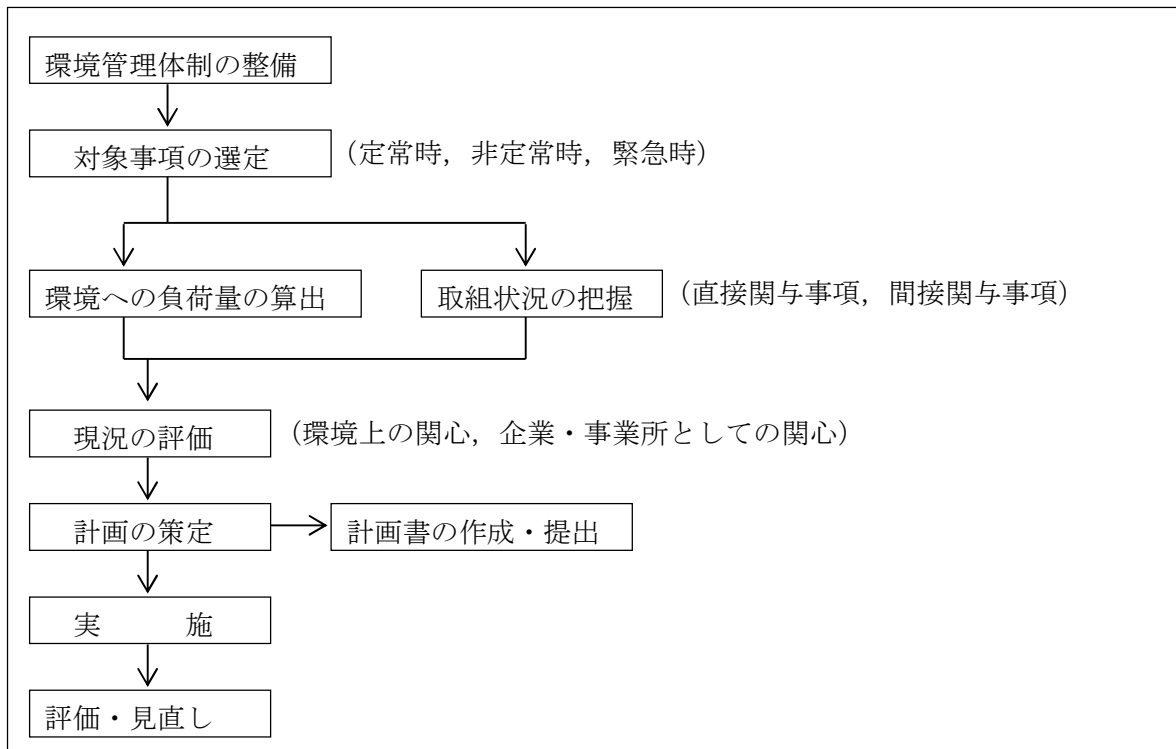 環境管理体制の整備
対象事項の選定 （定常時，非定常時，緊急時）
環境への負荷量の算出 取組状況の把握 （直接関与事項，間接関与事項）
現況の評価 （環境上の関心，企業・事業所としての関心）
計画の策定 計画書の作成・提出
実　　　施
評価・見直し